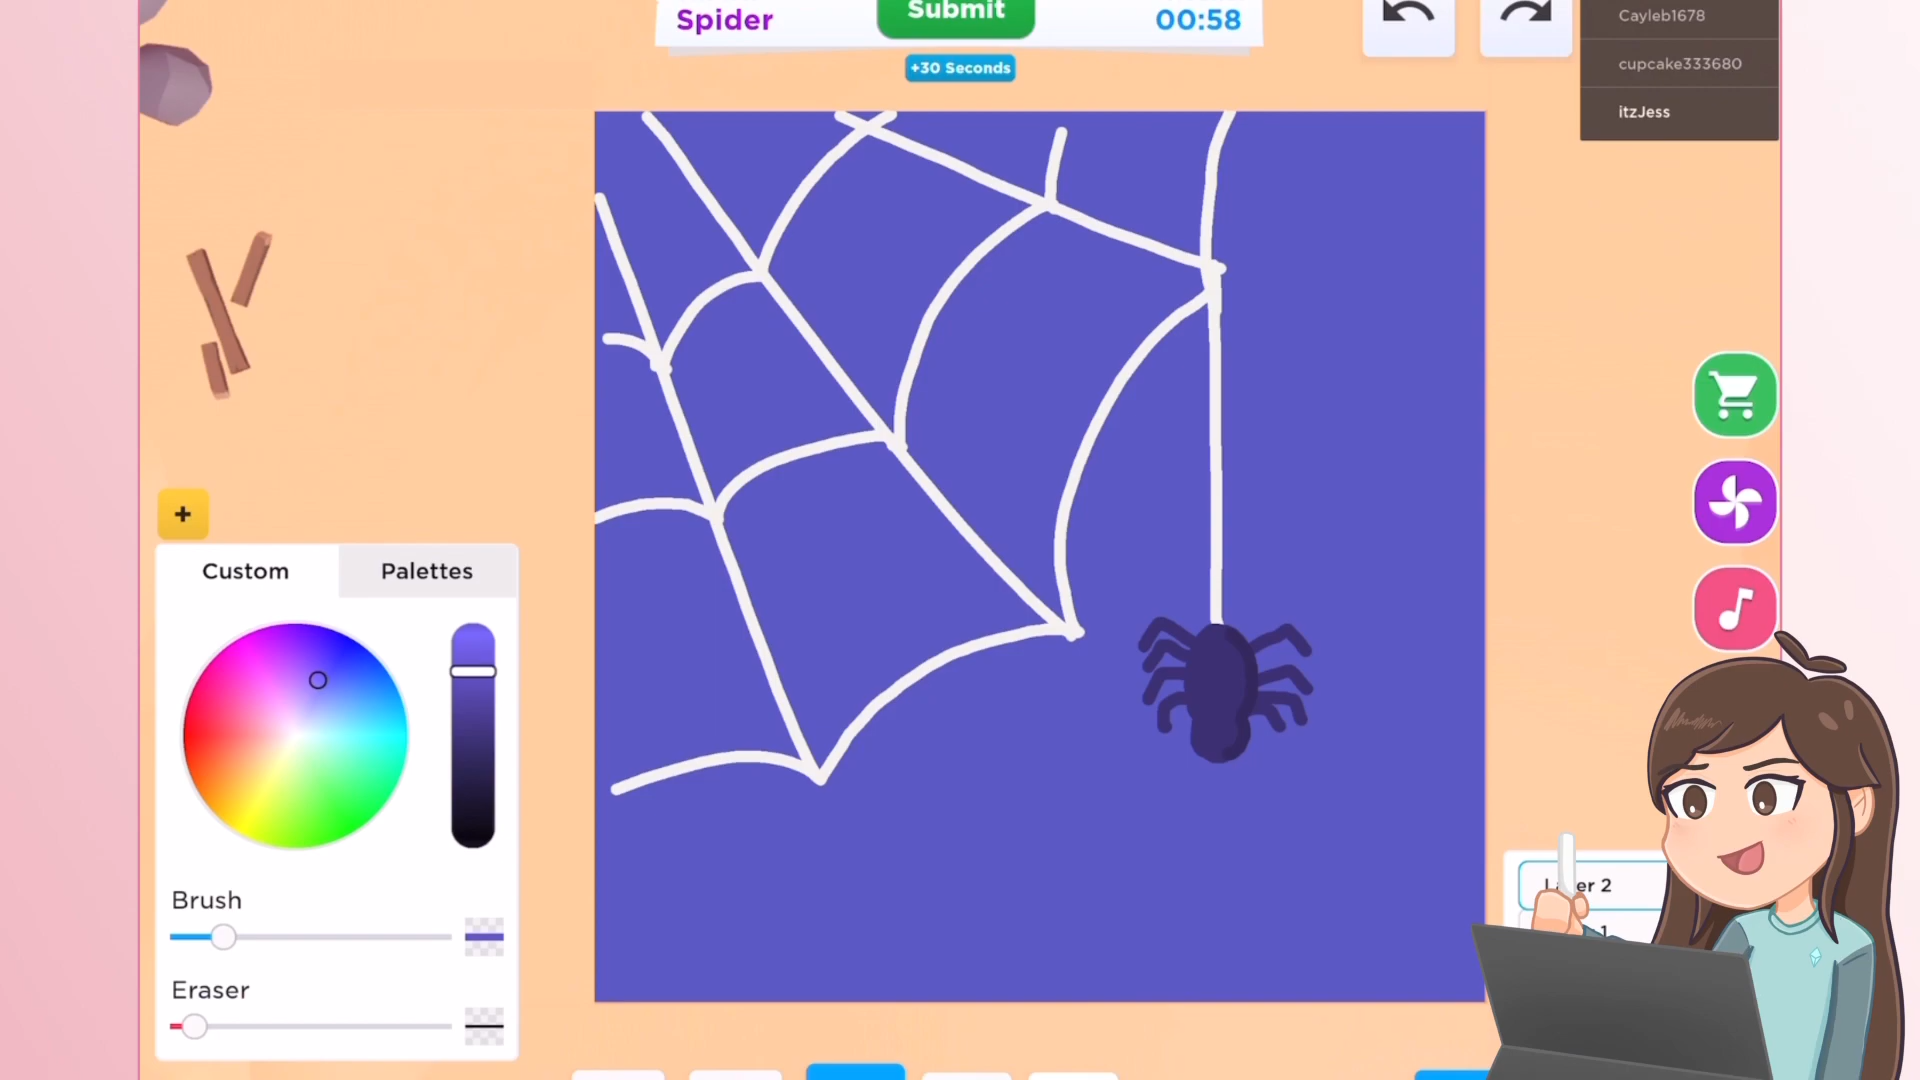 Spider
Submit
00:58
+30 Seconds
Cayleb1678
cupcake333680
itzJess
+
Custom
Palettes
Brush
Eraser